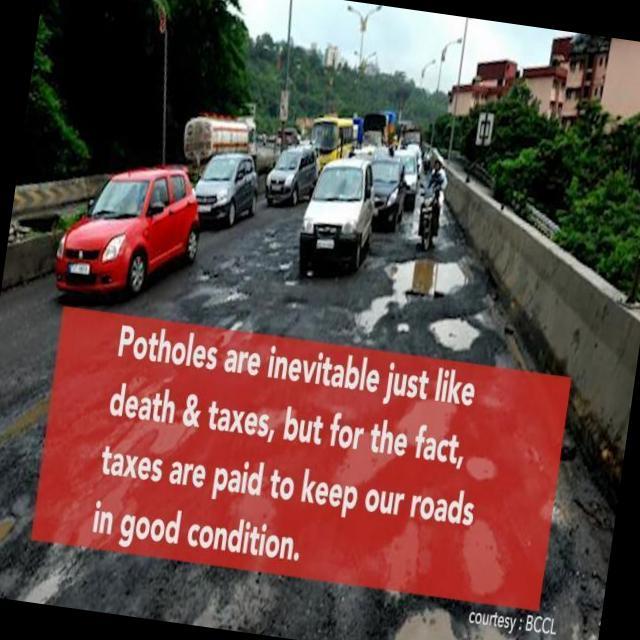 Potholes are inevitable just like
death & taxes, but for the fact,
taxes are paid to keep our roads
in good condition.
courtesy : BCCL